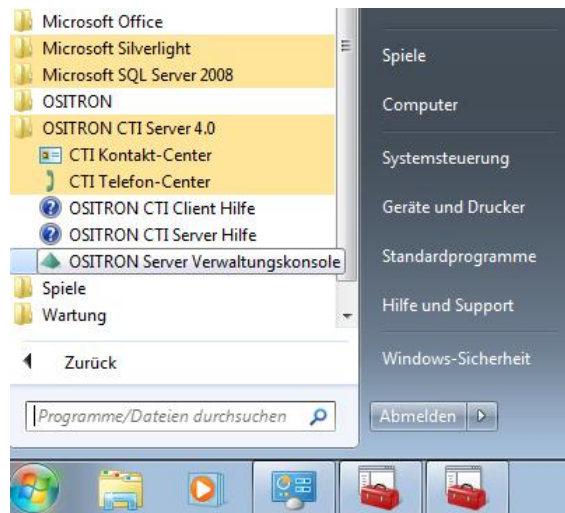 Microsoft Office
Microsoft Silverlight
Microsoft SQL Server 2008
OSITRON
OSITRON CTI Server 4.0
CTI Kontakt-Center
CTI Telefon-Center
OSITRON CTI Client Hilfe
OSITRON CTI Server Hilfe
OSITRON Server Verwaltungskonsole
Spiele
Wartung
Zurück
Programme/Dateien durchsuchen
Spiele
Computer
Systemsteuerung
Geräte und Drucker
Standardprogramme
Hilfe und Support
Windows-Sicherheit
Abmelden